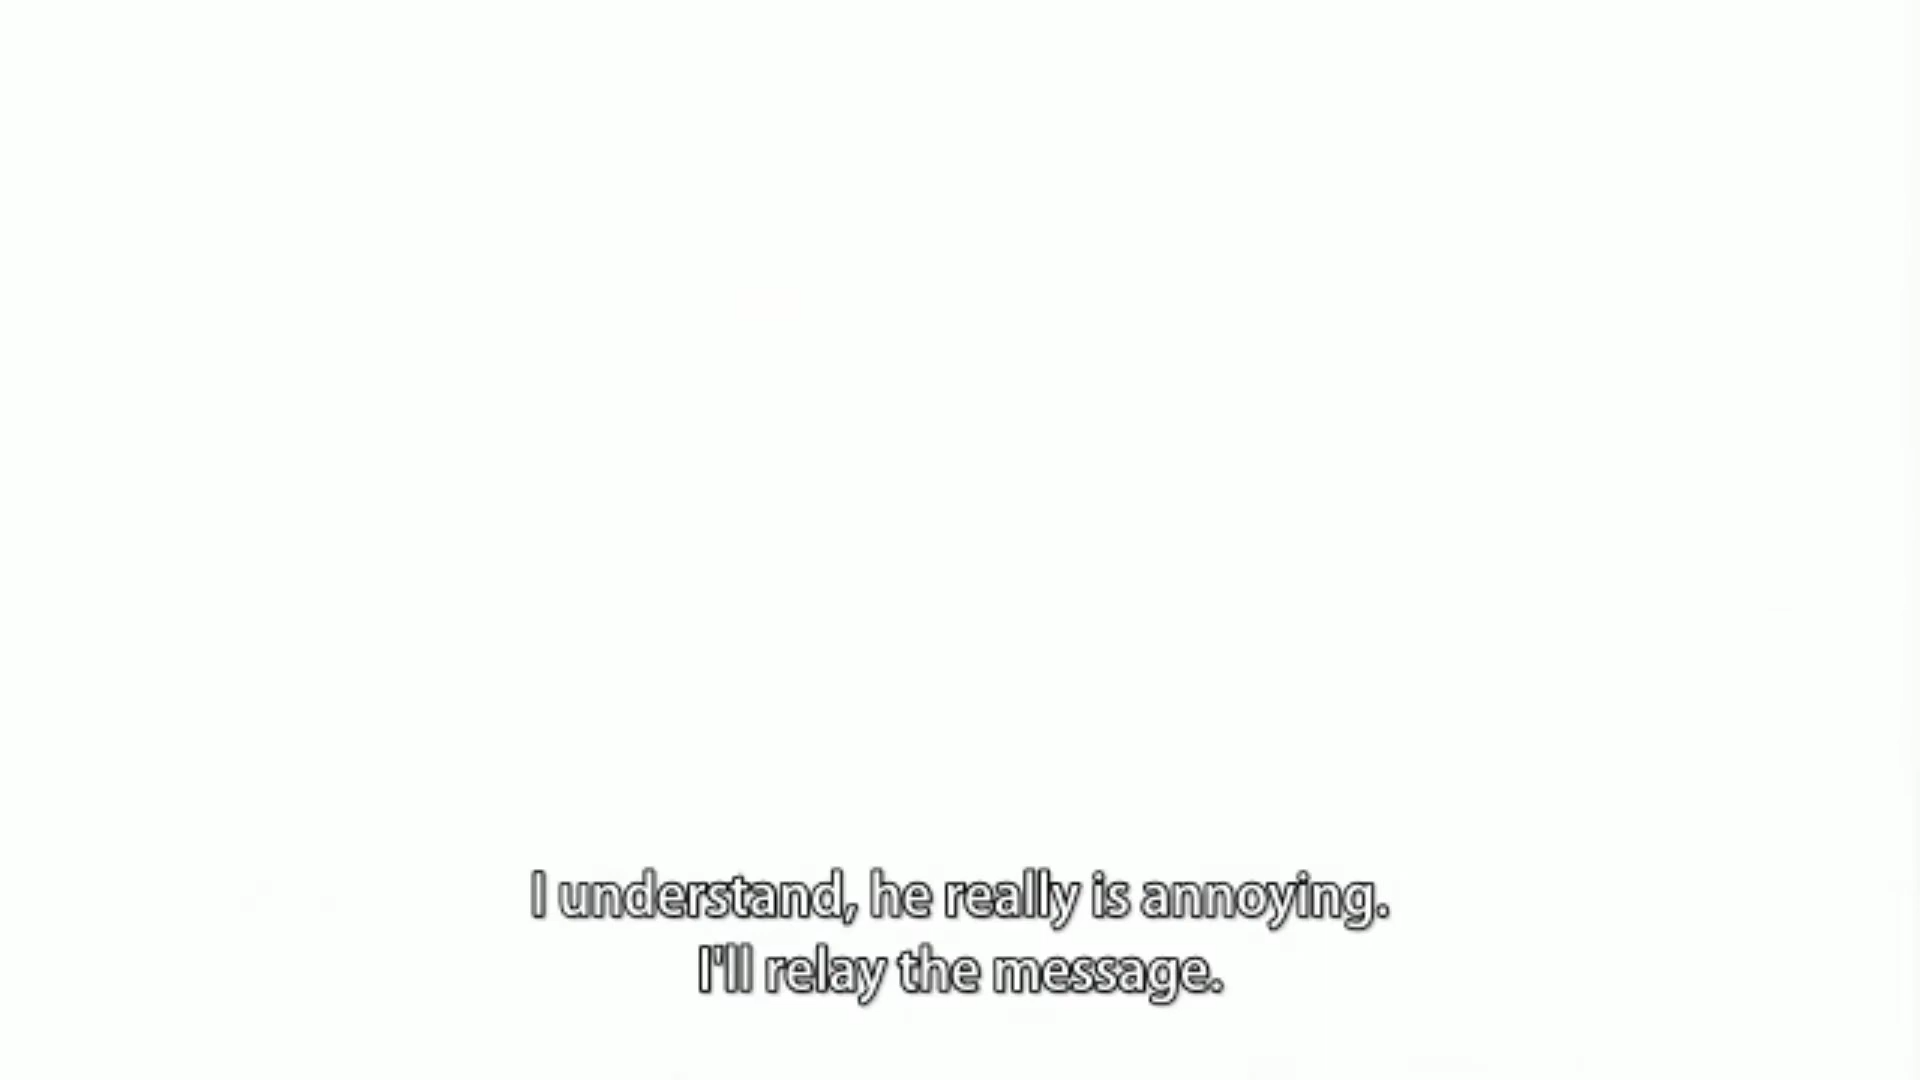 I understand, he really is annoying.
I'll relay the message.